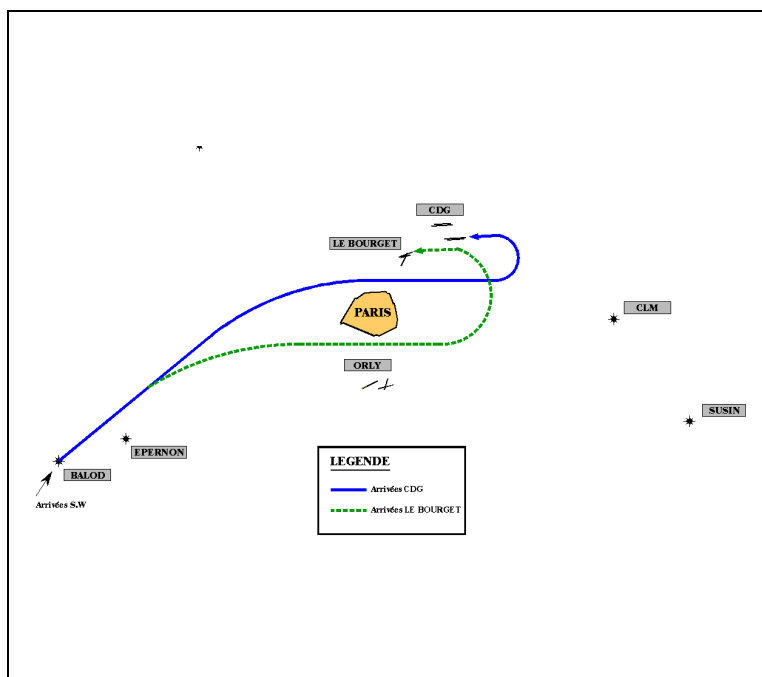 CDG
LE BOURGET
PARIS
CLM
ORLY
SUSIN
EPERNON
BALOD
Arrivées S.W
LEGENDE
Arrivées CDG
Arrivées LE BOURGET